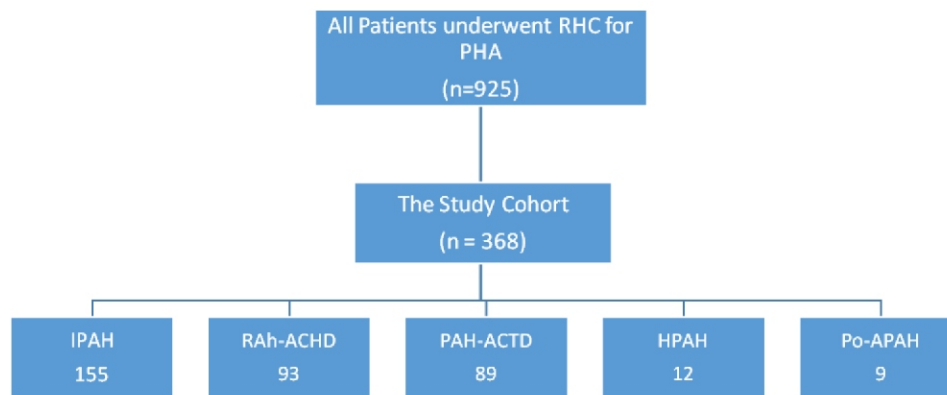 All Patients underwent RHC for
PHA
(n=925)
The Study Cohort
(n = 368)
IPAH
155
RAh-ACHD
93
PAH-ACTD
89
HPAH
12
Po-APAH
9